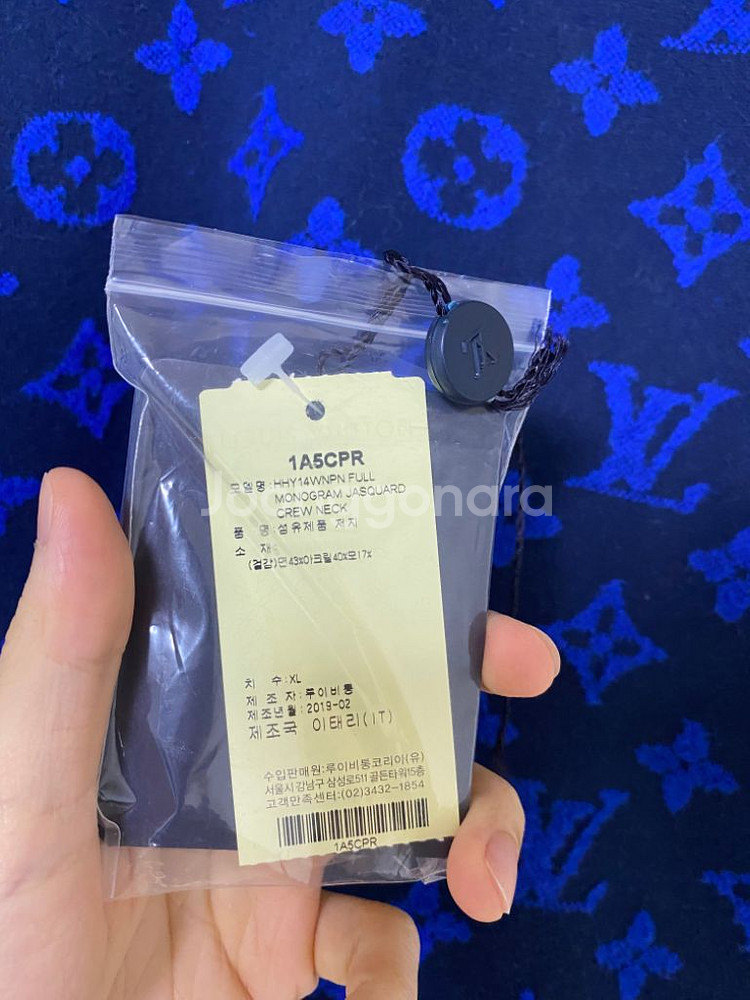 1A5CPR
모델명:HHY14WNPN FULL
MONOGRAM JASQUARD
CREW NECK
Joonggonara
품 명:섬유제품 저지
소 재:
(겉감)면43%아크릴40%모17%
치 수:XL
제 조 자:루이비통
제조년월:2019-02
제조국 이태리(IT)
수입판매원:루이비통코리아(유)
서울시강남구삼성로511골든타워15층
고객만족센터:(02)3432-1854
1A5CPR